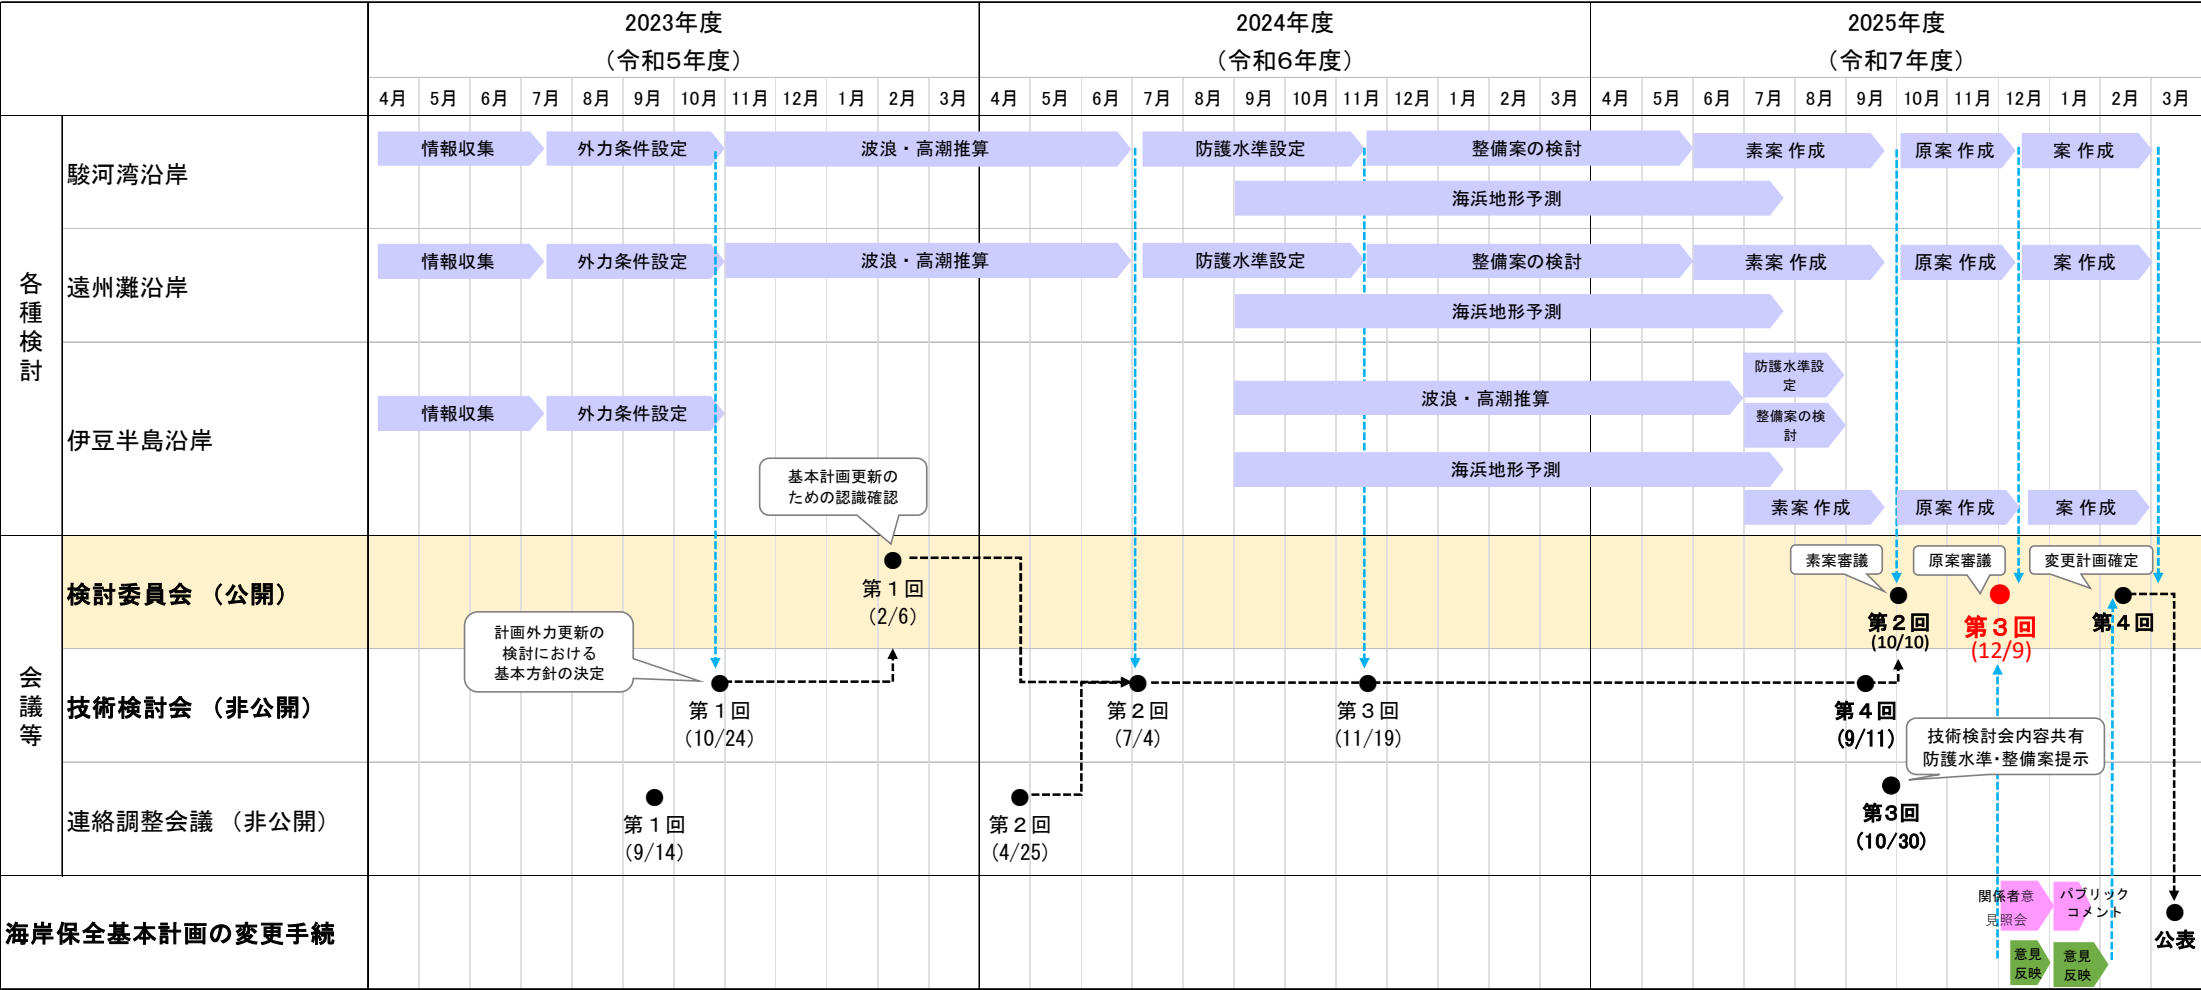 2023年度
(令和5年度)
2024年度
(令和6年度)
2025年度
(令和7年度)
4月 5月 6月 7月 8月 9月 10月 11月 12月 1月 2月 3月 4月 5月 6月 7月 8月 9月 10月 11月 12月 1月 2月 3月 4月 5月 6月 7月 8月 9月 10月 11月 12月 1月 2月 3月
各種検討
駿河湾沿岸
情報収集 外力条件設定 波浪・高潮推算 防護水準設定 整備案の検討 素案 作成 原案 作成 案 作成
海浜地形予測
遠州灘沿岸
情報収集 外力条件設定 波浪・高潮推算 防護水準設定 整備案の検討 素案 作成 原案 作成 案 作成
海浜地形予測
伊豆半島沿岸
情報収集 外力条件設定 波浪・高潮推算
防護水準設
定
整備案の検
討
海浜地形予測
素案 作成 原案 作成 案 作成
会議等
検討委員会 (公開)
基本計画更新の
ための認識確認
第1回
(2/6)
素案審議
第2回
(10/10)
原案審議
第3回
(12/9)
変更計画確定
第4回
技術検討会 (非公開)
計画外力更新の
検討における
基本方針の決定
第1回
(10/24)
第2回
(7/4)
第3回
(11/19)
第4回
(9/11)
連絡調整会議 (非公開)
第1回
(9/14)
第2回
(4/25)
技術検討会内容共有
防護水準・整備案提示
第3回
(10/30)
海岸保全基本計画の変更手続
関係者意
見照会
パブリック
コメント
意見
反映
意見
反映
公表